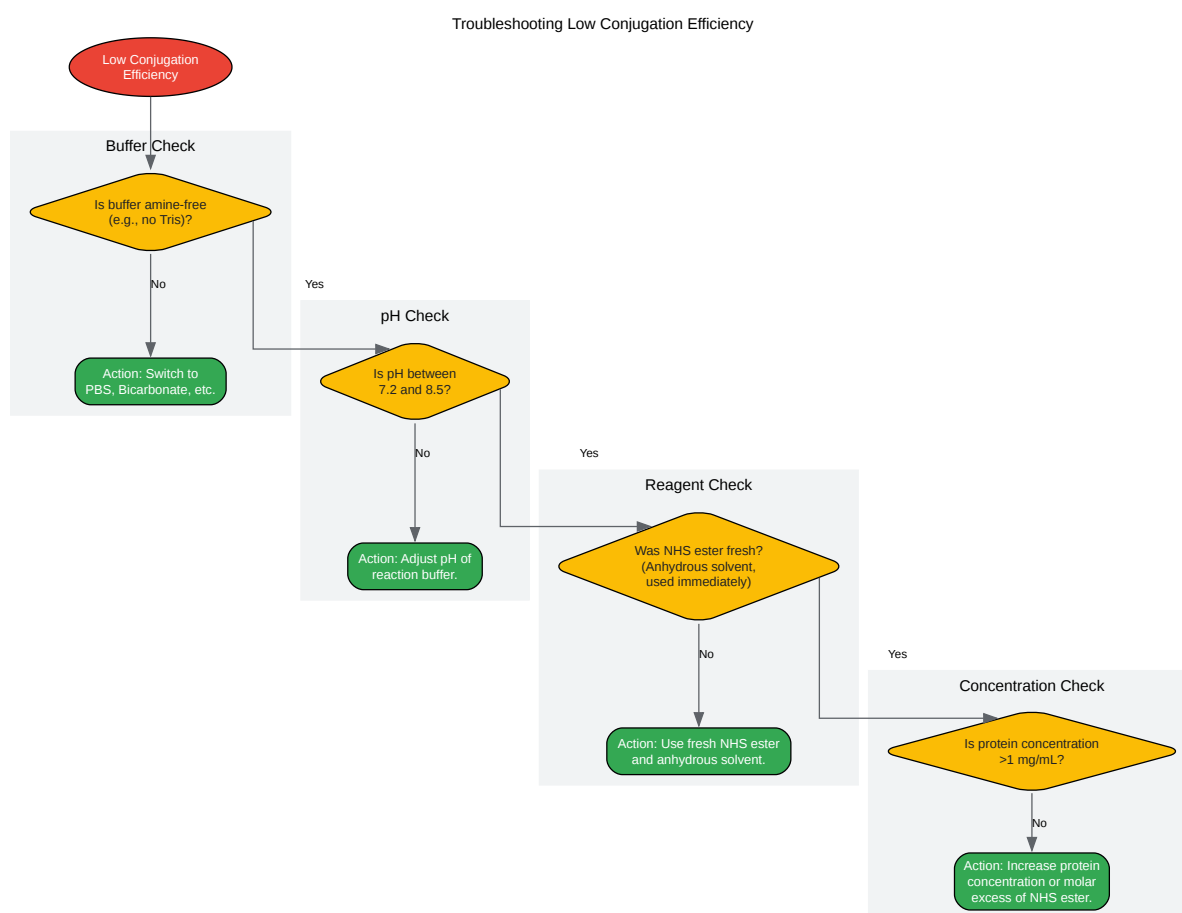 Troubleshooting Low Conjugation Efficiency
Low Conjugation
Efficiency
Buffer Check
Is buffer amine-free
(e.g., no Tris)?
No
Yes
Action: Switch to
PBS, Bicarbonate, etc.
pH Check
Is pH between
7.2 and 8.5?
No
Yes
Action: Adjust pH of
reaction buffer.
Reagent Check
Was NHS ester fresh?
(Anhydrous solvent,
used immediately)
No
Yes
Action: Use fresh NHS ester
and anhydrous solvent.
Concentration Check
Is protein concentration
>1 mg/mL?
No
Action: Increase protein
concentration or molar
excess of NHS ester.